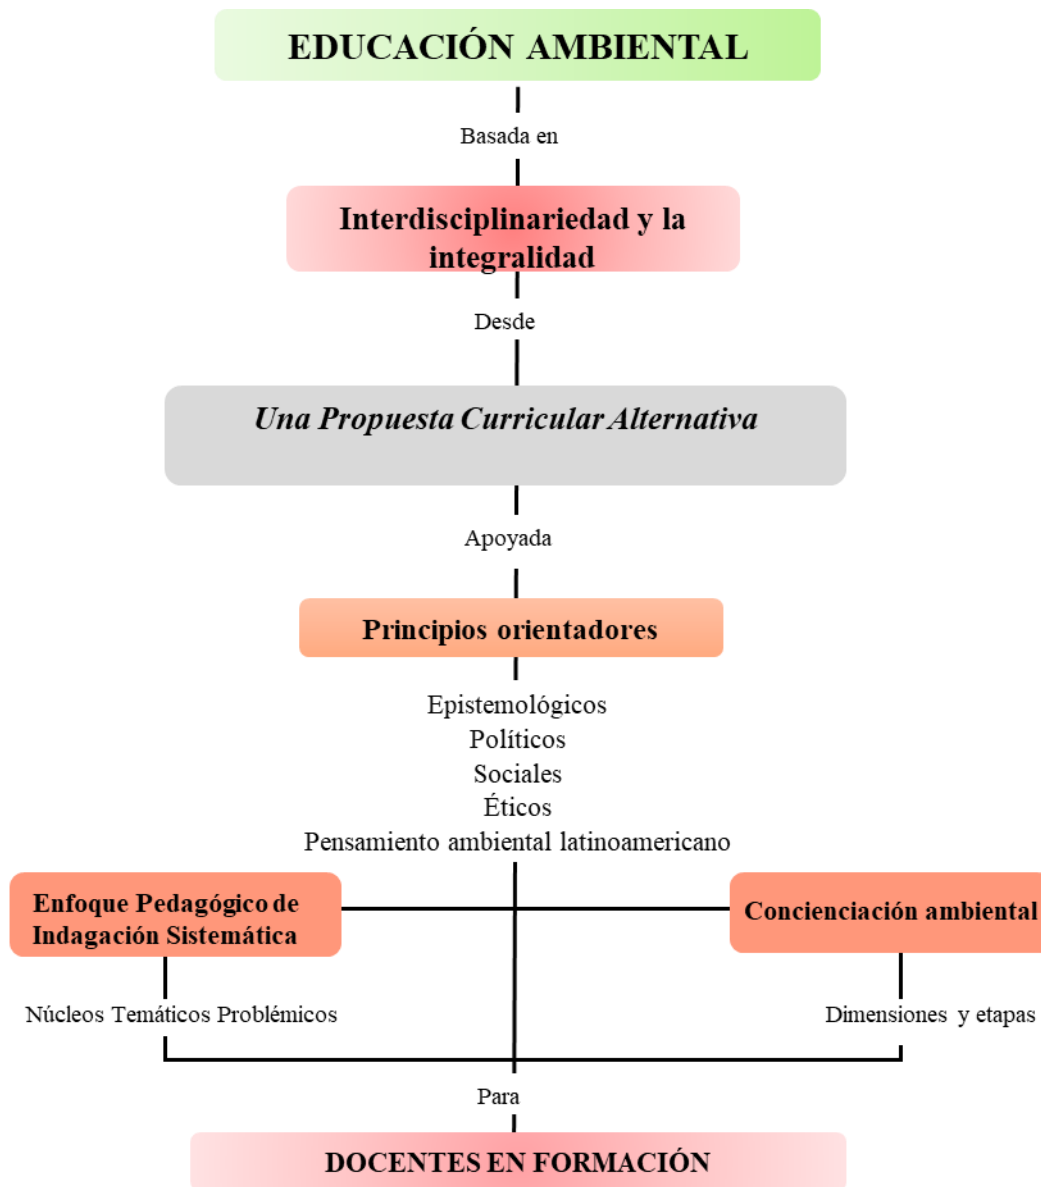 EDUCACIÓN AMBIENTAL
Basada en
Interdisciplinariedad y la
integralidad
Desde
Una Propuesta Curricular Alternativa
Apoyada
Principios orientadores
Epistemológicos
Políticos
Sociales
Éticos
Pensamiento ambiental latinoamericano
Enfoque Pedagógico de
Indagación Sistemática
Concienciación ambiental
Núcleos Temáticos Problémicos
Dimensiones y etapas
Para
DOCENTES EN FORMACIÓN